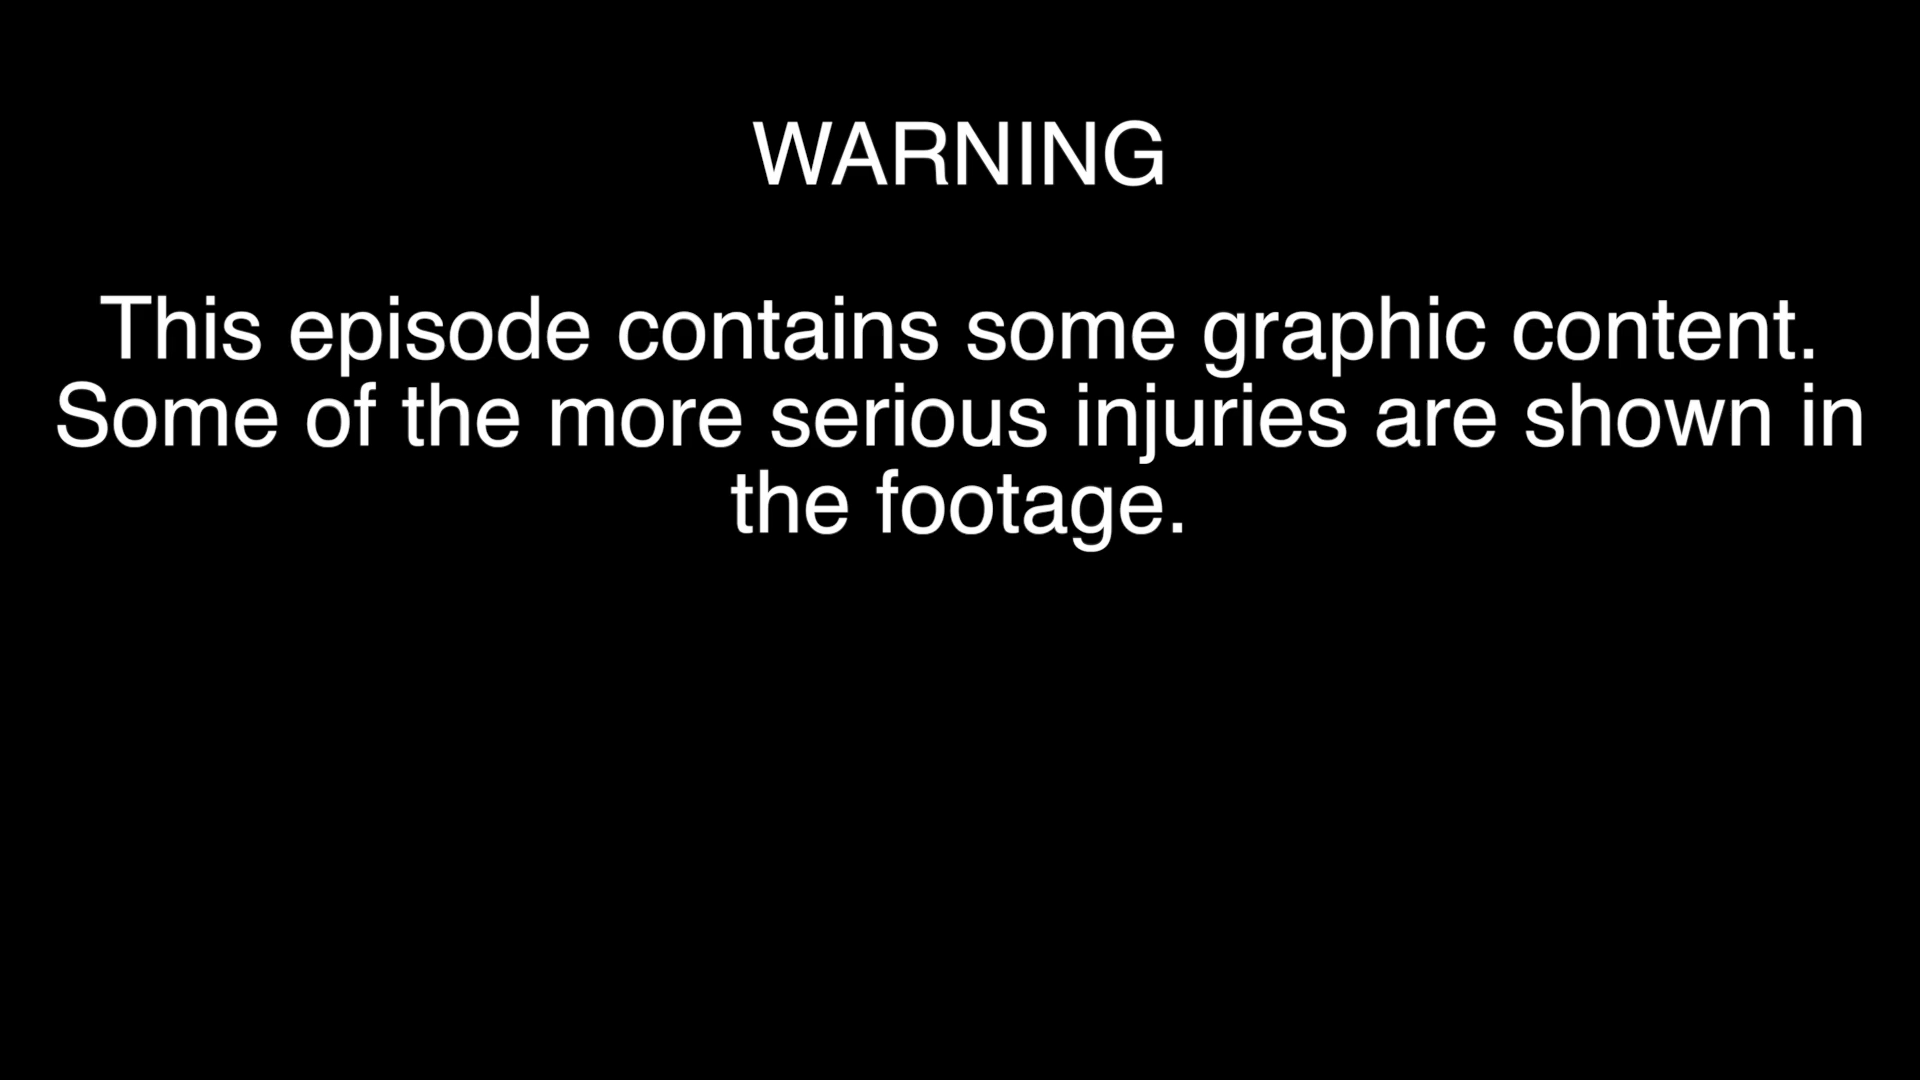 WARNING
This episode contains some graphic content.
Some of the more serious injuries are shown in
the footage.